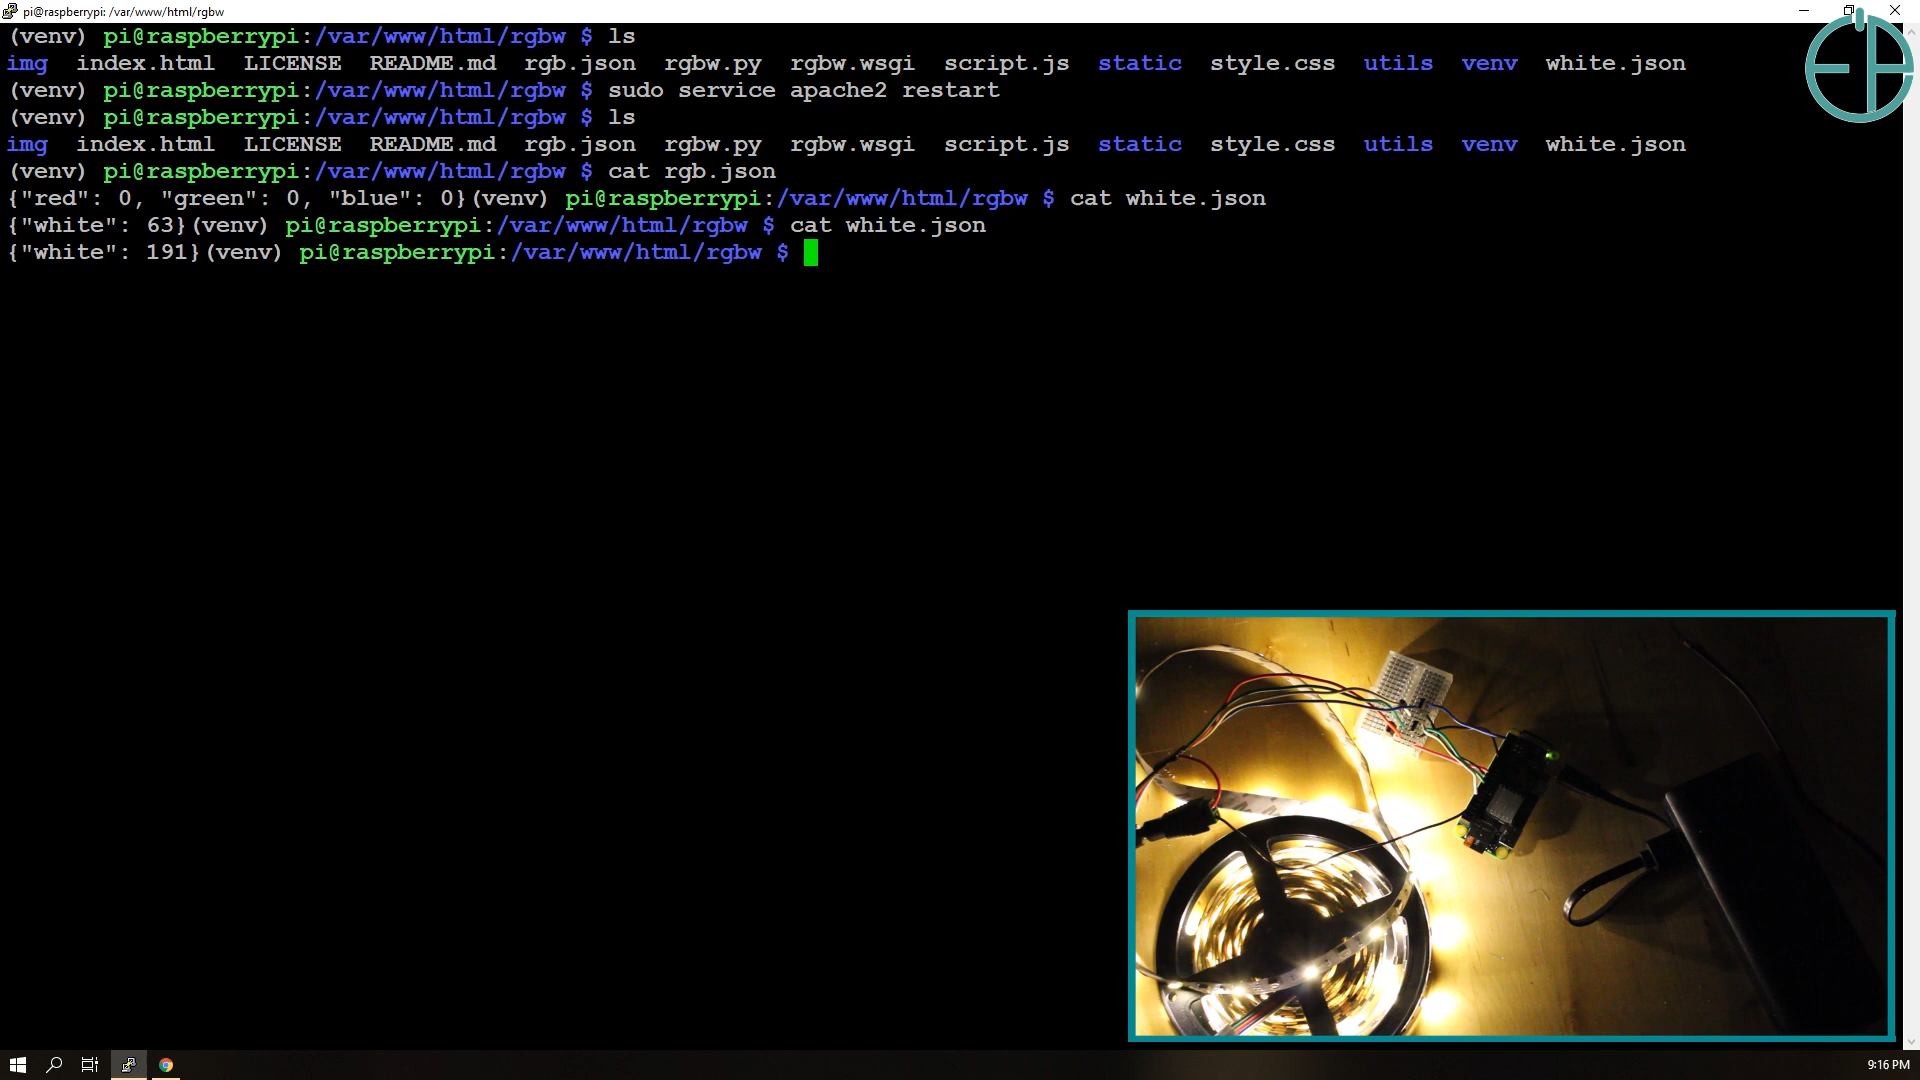 pi@raspberrypi: /var/www/html/rgbw
(venv) pi@raspberrypi:/var/www/html/rgbw $ ls
img index.html LICENSE README.md rgb.json rgbw.py rgbw.wsgi script.js static style.css utils venv white.json
(venv) pi@raspberrypi:/var/www/html/rgbw $ sudo service apache2 restart
(venv) pi@raspberrypi:/var/www/html/rgbw $ ls
img index.html LICENSE README.md rgb.json rgbw.py rgbw.wsgi script.js static style.css utils venv white.json
(venv) pi@raspberrypi:/var/www/html/rgbw $ cat rgb.json
{"red": 0, "green": 0, "blue": 0}(venv) pi@raspberrypi:/var/www/html/rgbw $ cat white.json
{"white": 63}(venv) pi@raspberrypi:/var/www/html/rgbw $ cat white.json
{"white": 191}(venv) pi@raspberrypi:/var/www/html/rgbw $
9:16 PM